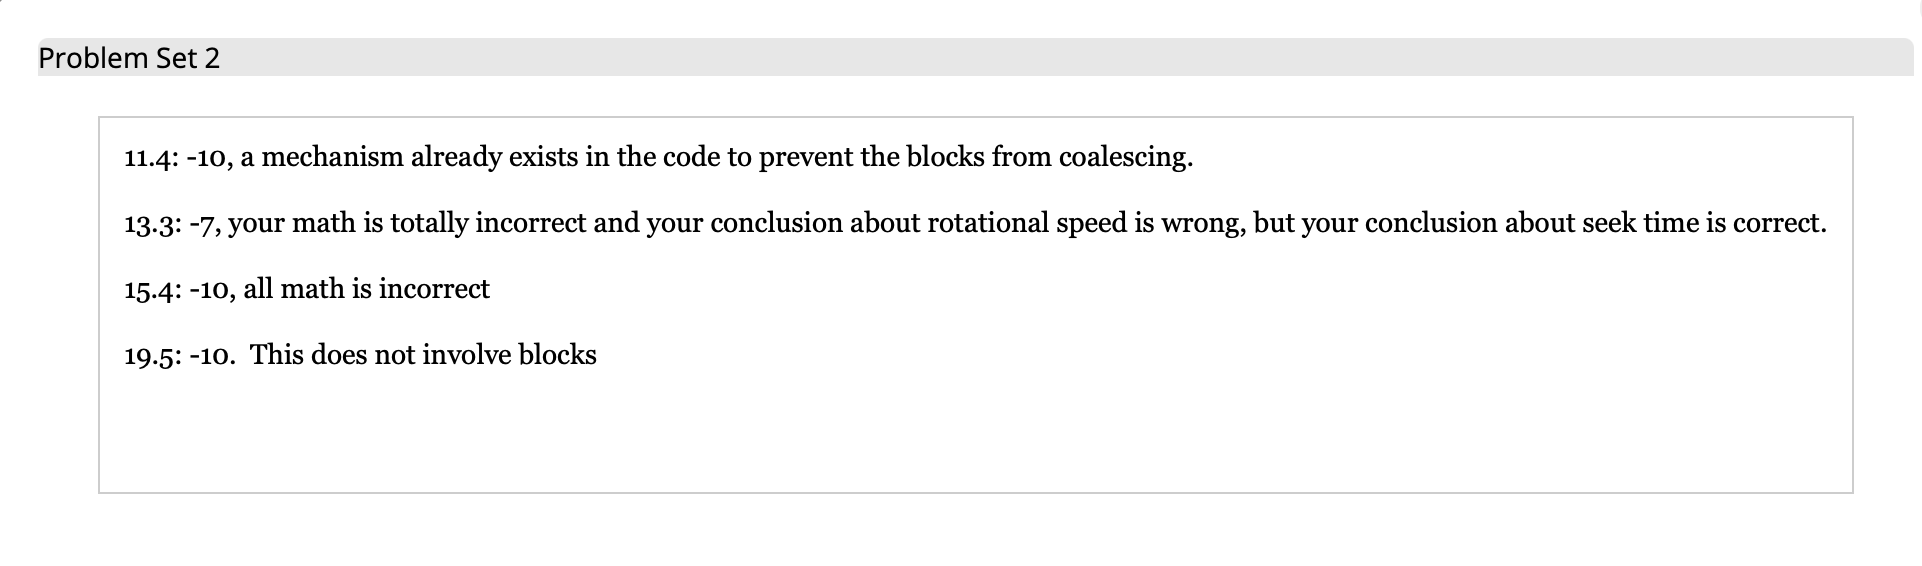 Problem Set 2
11.4: -10, a mechanism already exists in the code to prevent the blocks from coalescing.
13.3: -7, your math is totally incorrect and your conclusion about rotational speed is wrong, but your conclusion about seek time is correct.
15.4: -10, all math is incorrect
19.5: -10.  This does not involve blocks